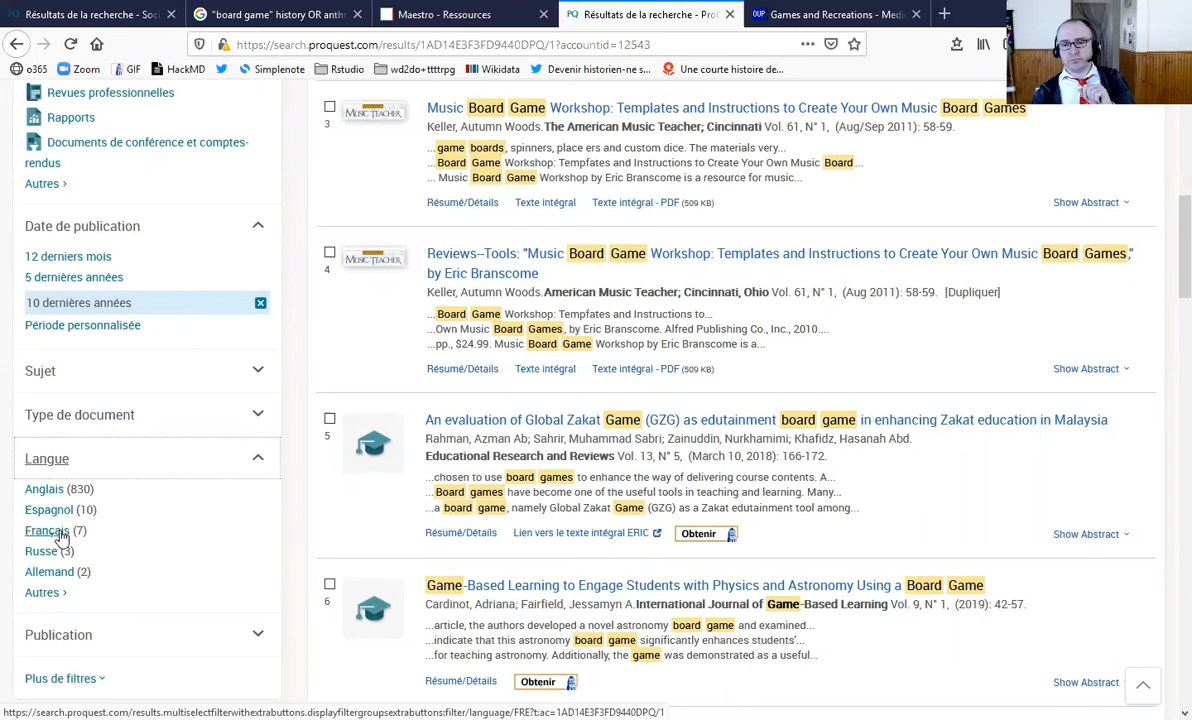 Résultats de la recherche - Soc
"board game" history OR anthr
Maestro - Ressources
PQ Résultats de la recherche - ProQ
OUP Games and Recreations - Medie
https://search.proquest.com/results/1AD14E3F3FD9440DPQ/1?accountid=12543
o365 Zoom GIF HackMD Simplenote Rstudio wd2do+ttttrpg Wikidata Devenir historien-ne s... Une courte histoire de...
Revues professionnelles
Rapports
Documents de conférence et comptes-
rendus
Autres >
Date de publication
12 derniers mois
5 dernières années
10 dernières années
Période personnalisée
Sujet
Type de document
Langue
Anglais (830)
Espagnol (10)
Français (7)
Russe (3)
Allemand (2)
Autres >
Publication
Plus de filtres
3
MUSIC TEACHER
Music Board Game Workshop: Templates and Instructions to Create Your Own Music Board Games
Keller, Autumn Woods.The American Music Teacher; Cincinnati Vol. 61, N° 1, (Aug/Sep 2011): 58-59.
...game boards, spinners, place ers and custom dice. The materials very...
...Board Game Workshop: Tempfates and Instructions to Create Your Own Music Board...
... Music Board Game Workshop by Eric Branscome is a resource for music...
Résumé/Détails Texte intégral Texte intégral - PDF (509 KB) Show Abstract
4
MUSIC TEACHER
Reviews--Tools: "Music Board Game Workshop: Templates and Instructions to Create Your Own Music Board Games,"
by Eric Branscome
Keller, Autumn Woods.American Music Teacher; Cincinnati, Ohio Vol. 61, N° 1, (Aug 2011): 58-59. [Dupliquer]
...Board Game Workshop: Tempfates and Instructions to...
...Own Music Board Games, by Eric Branscome. Alfred Publishing Co., Inc., 2010....
...pp., $24.99. Music Board Game Workshop by Eric Branscome is a...
Résumé/Détails Texte intégral Texte intégral - PDF (509 KB) Show Abstract
5
An evaluation of Global Zakat Game (GZG) as edutainment board game in enhancing Zakat education in Malaysia
Rahman, Azman Ab; Sahrir, Muhammad Sabri; Zainuddin, Nurkhamimi; Khafidz, Hasanah Abd.
Educational Research and Reviews Vol. 13, N° 5, (March 10, 2018): 166-172.
...chosen to use board games to enhance the way of delivering course contents. A...
...Board games have become one of the useful tools in teaching and learning. Many...
...a board game, namely Global Zakat Game (GZG) as a Zakat edutainment tool among...
Résumé/Détails Lien vers le texte intégral ERIC Obtenir Show Abstract
6
Game-Based Learning to Engage Students with Physics and Astronomy Using a Board Game
Cardinot, Adriana; Fairfield, Jessamyn A.International Journal of Game-Based Learning Vol. 9, N° 1, (2019): 42-57.
...article, the authors developed a novel astronomy board game and examined...
...indicate that this astronomy board game significantly enhances students'...
...for teaching astronomy. Additionally, the game was demonstrated as a useful...
Résumé/Détails Obtenir Show Abstract
https://search.proquest.com/results.multiselectfilterwithextrabuttons.displayfiltergroupsextrabuttons:filter/language/FRE?t:ac=1AD14E3F3FD9440DPQ/1